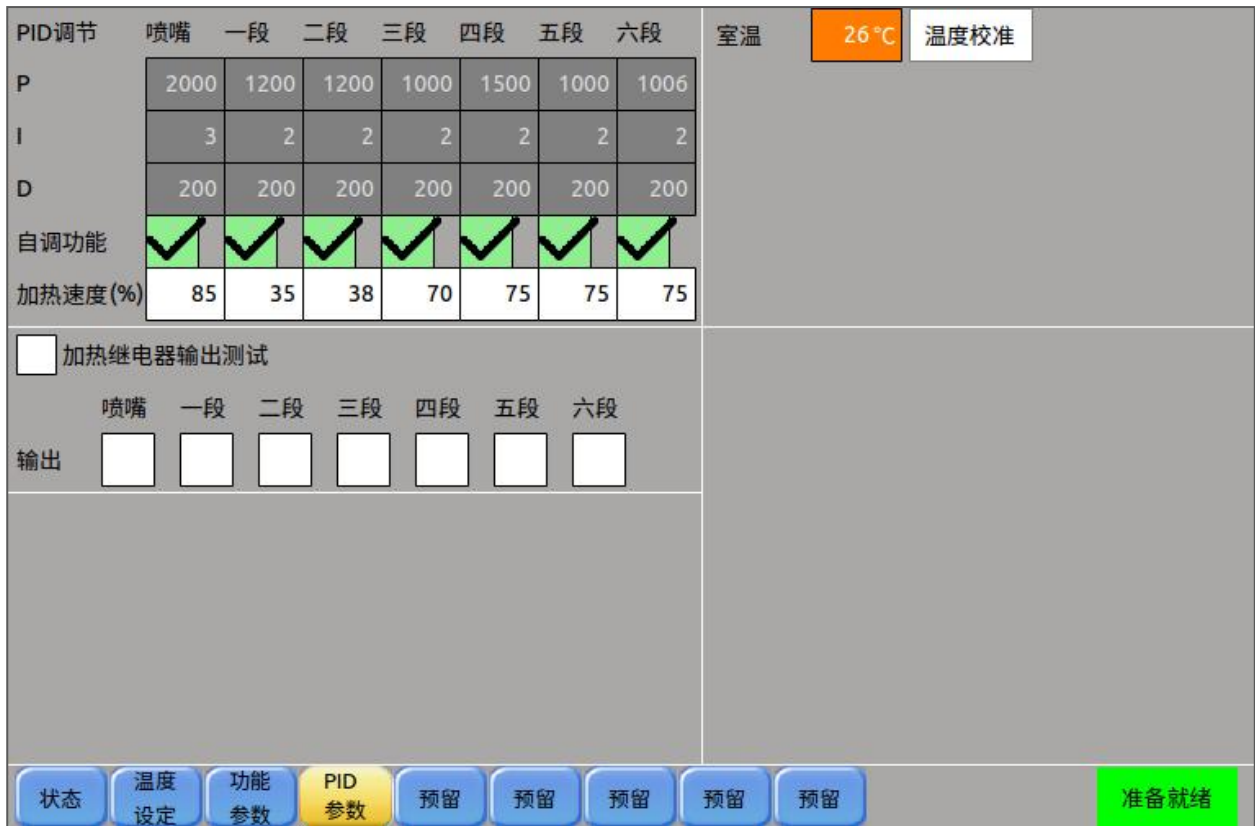 PID调节 喷嘴 一段 二段 三段 四段 五段 六段
P 2000 1200 1200 1000 1500 1000 1006
I 3 2 2 2 2 2 2
D 200 200 200 200 200 200 200
自调功能
加热速度(%) 85 35 38 70 75 75 75
室温 26℃ 温度校准
加热继电器输出测试
喷嘴 一段 二段 三段 四段 五段 六段
输出
状态 温度设定 功能参数 PID参数 预留 预留 预留 预留 预留 准备就绪